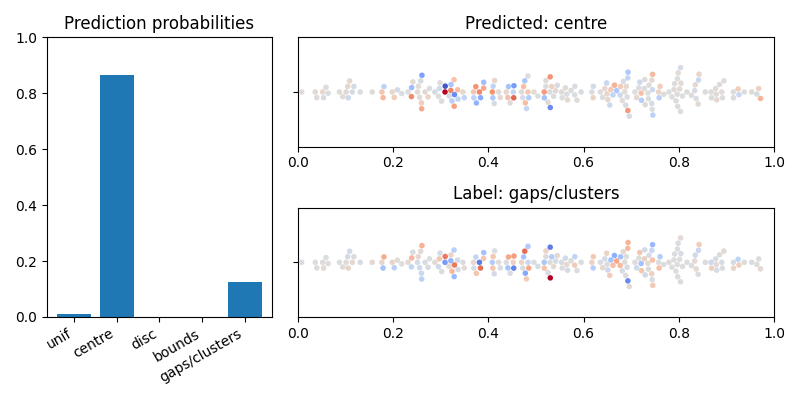 Prediction probabilities
1.0
0.8
0.6
0.4
0.2
0.0
unif
centre
disc
bounds
gaps/clusters
Predicted: centre
0.0 0.2 0.4 0.6 0.8 1.0
Label: gaps/clusters
0.0 0.2 0.4 0.6 0.8 1.0